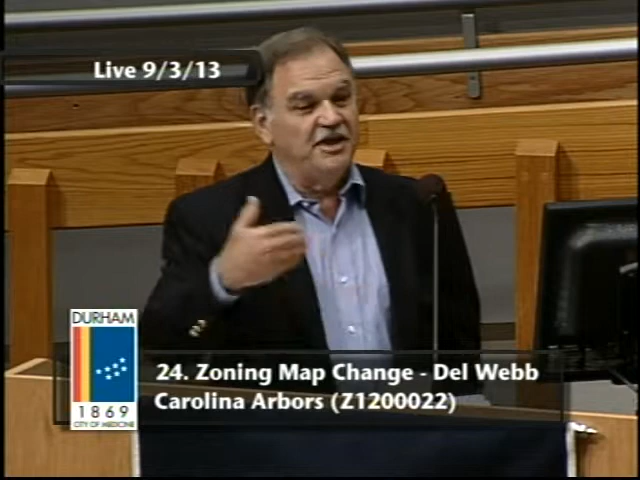 Live 9/3/13
DURHAM
1869
CITY OF MEDICINE
24. Zoning Map Change - Del Webb
Carolina Arbors (Z1200022)